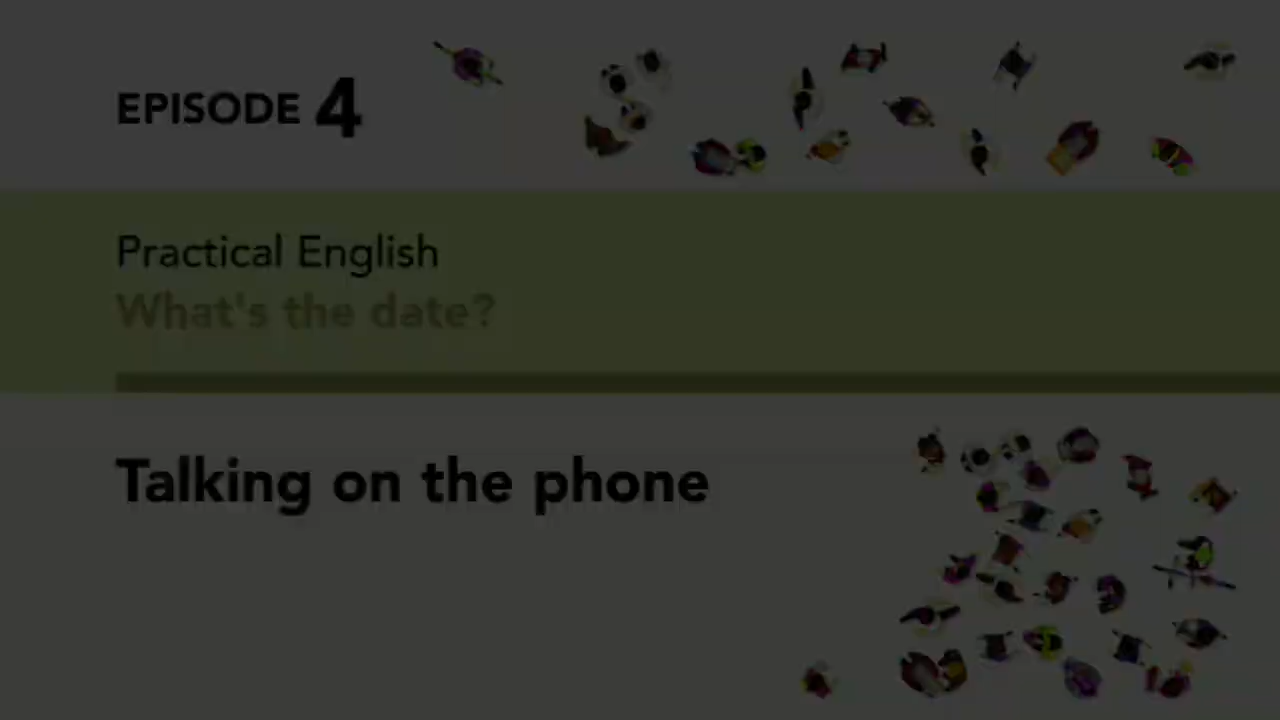 EPISODE 4
Practical English
What's the date?
Talking on the phone